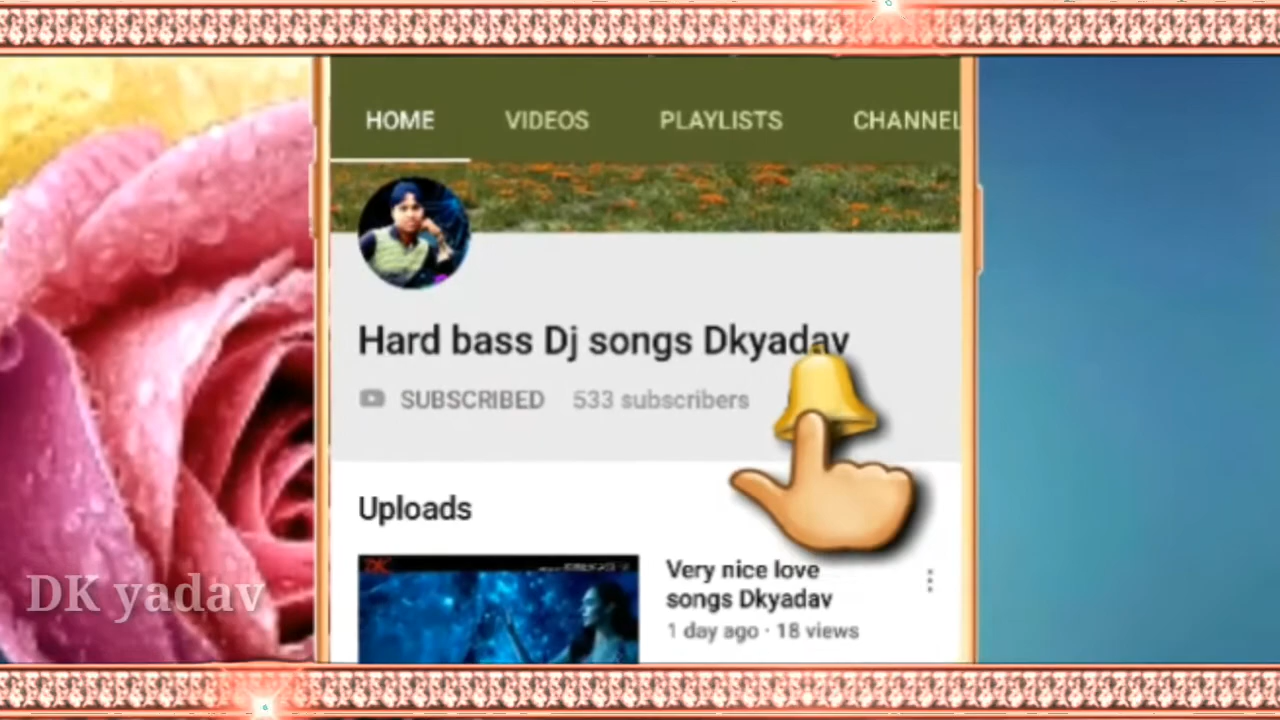 HOME VIDEOS PLAYLISTS CHANNEL
Hard bass Dj songs Dkyadav
SUBSCRIBED 533 subscribers
Uploads
DK
Very nice love
songs Dkyadav
1 day ago · 18 views
DK yadav